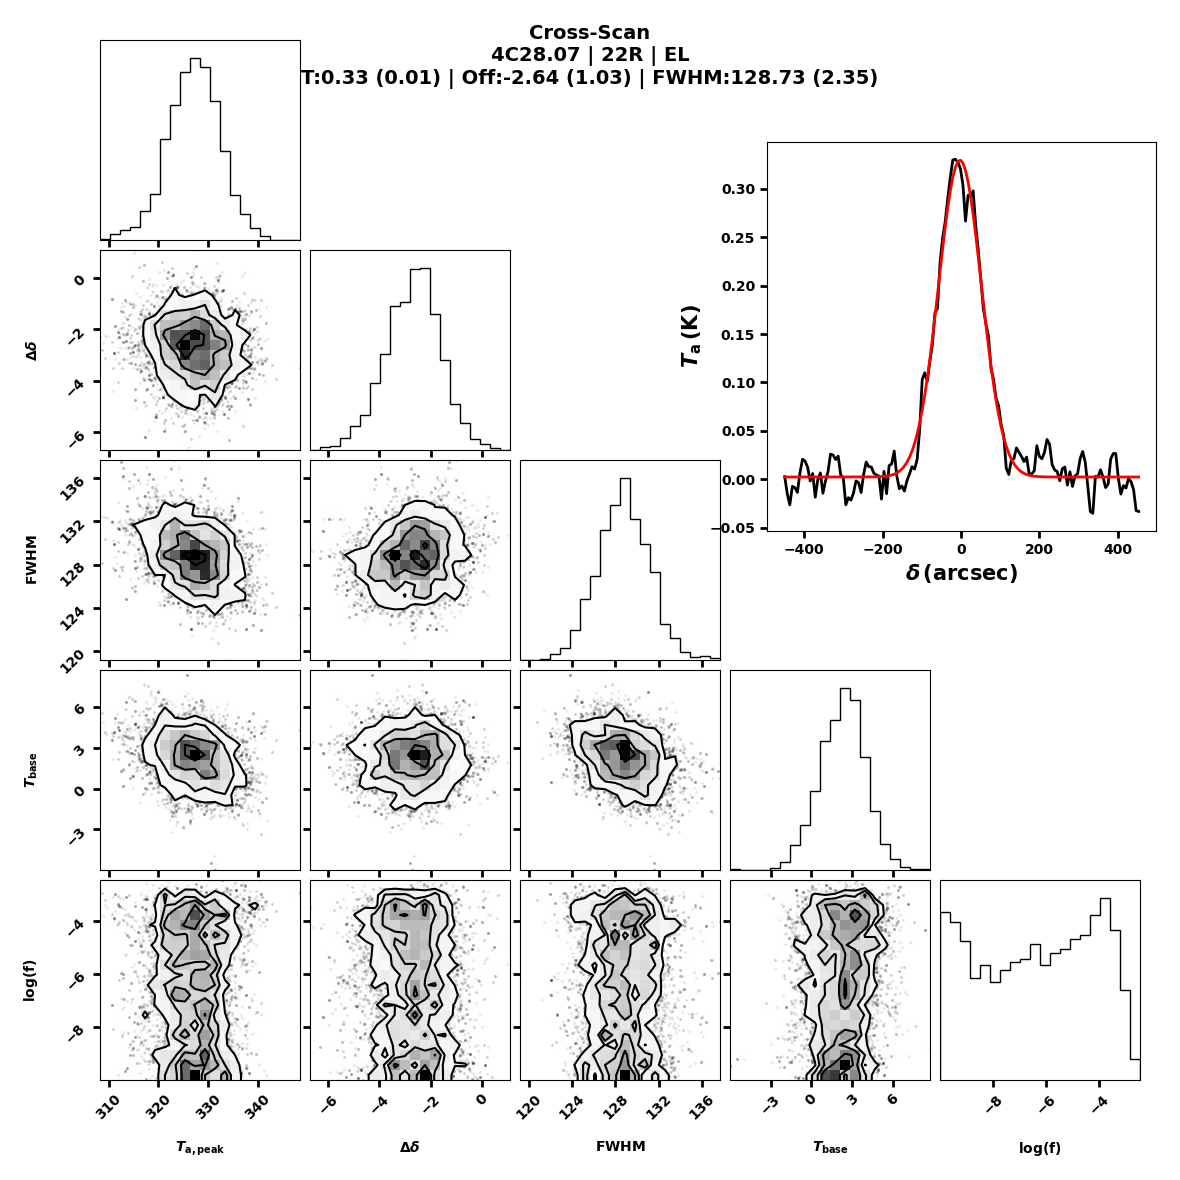 Cross-Scan
4C28.07 | 22R | EL
T:0.33 (0.01) | Off:-2.64 (1.03) | FWHM:128.73 (2.35)
0.30
0.25
0.20
0.15
0.10
0.05
0.00
−0.05
T_a (K)
−400 −200 0 200 400
δ (arcsec)
0
−2
−4
−6
Δδ
136
132
128
124
120
FWHM
6
3
0
−3
T_base
−4
−6
−8
log(f)
310 320 330 340
−6 −4 −2 0
120 124 128 132 136
−3 0 3 6
−8 −6 −4
T_a,peak
Δδ
FWHM
T_base
log(f)